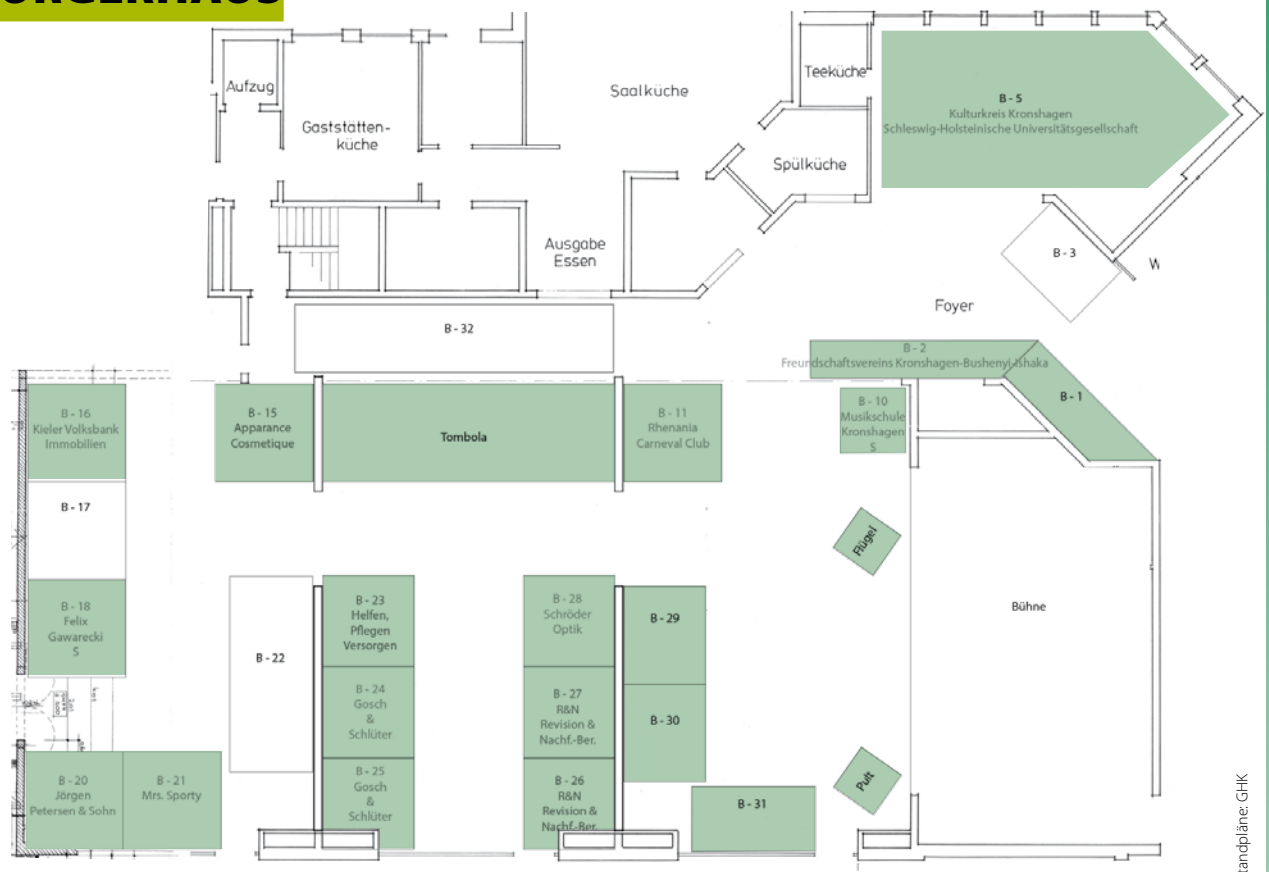 Aufzug
Gaststätten-
küche
Saalküche
Teeküche
Spülküche
B - 5
Kulturkreis Kronshagen
Schleswig-Holsteinische Universitätsgesellschaft
Ausgabe
Essen
B - 3
W
Foyer
B - 32
B - 2
Freundschaftsvereins Kronshagen-Bushenyi-Ishaka
B - 1
B - 16
Kieler Volksbank
Immobilien
B - 15
Apparance
Cosmetique
Tombola
B - 11
Rhenania
Carneval Club
B - 10
Musikschule
Kronshagen
S
B - 17
Flügel
B - 18
Felix
Gawarecki
S
B - 22
B - 23
Helfen,
Pflegen
Versorgen
B - 28
Schröder
Optik
B - 29
Bühne
B - 24
Gosch
&
Schlüter
B - 27
R&N
Revision &
Nachf.-Ber.
B - 30
B - 20
Jörgen
Petersen & Sohn
B - 21
Mrs. Sporty
B - 25
Gosch
&
Schlüter
B - 26
R&N
Revision &
Nachf.-Ber.
B - 31
Pult
tandpläne: GHK